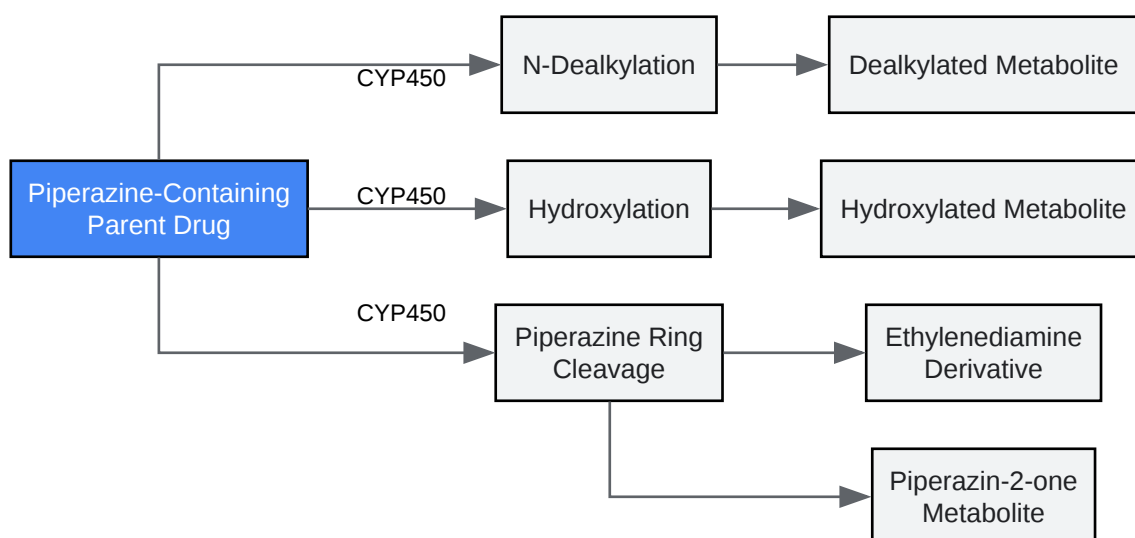 N-Dealkylation
Dealkylated Metabolite
CYP450
Piperazine-Containing
Parent Drug
CYP450
Hydroxylation
Hydroxylated Metabolite
CYP450
Piperazine Ring
Cleavage
Ethylenediamine
Derivative
Piperazin-2-one
Metabolite